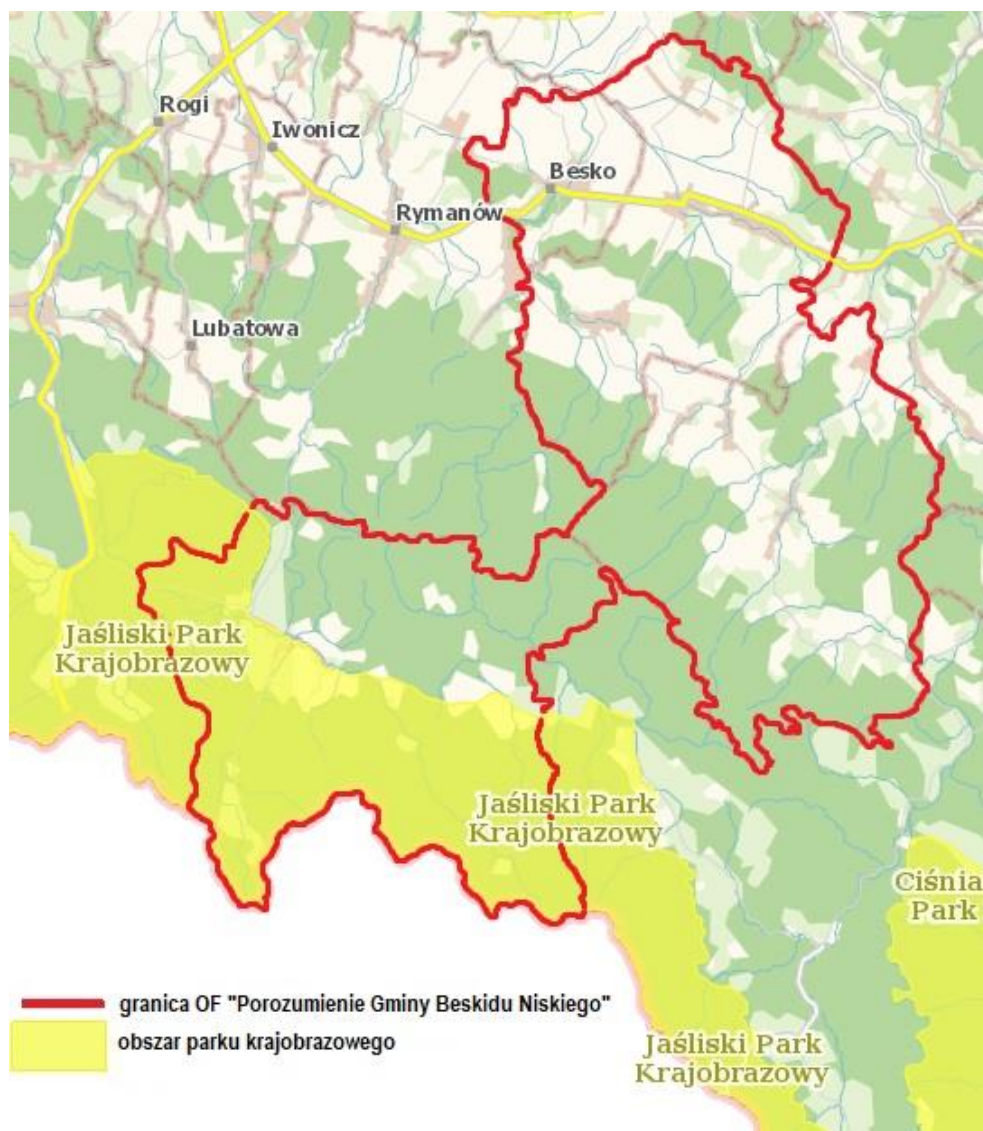 Rogi
Iwonicz
Besko
Rymanów
Lubatowa
Jaśliski Park
Krajobrazowy
Jaśliski Park
Krajobrazowy
Ciśnia
Park
granica OF "Porozumienie Gminy Beskidu Niskiego"
obszar parku krajobrazowego
Jaśliski Park
Krajobrazowy